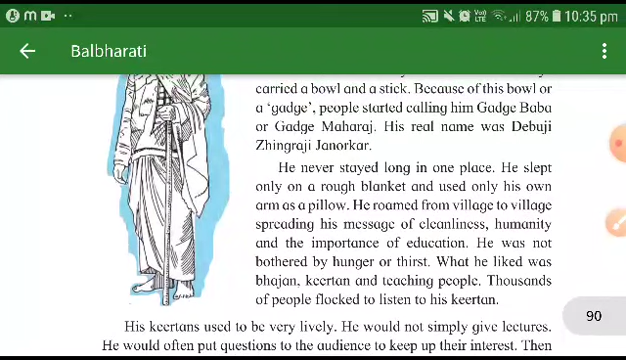 87% 10:35 pm
Balbharati
carried a bowl and a stick. Because of this bowl or
a ‘gadge’, people started calling him Gadge Baba
or Gadge Maharaj. His real name was Debuji
Zhingraji Janorkar.
He never stayed long in one place. He slept
only on a rough blanket and used only his own
arm as a pillow. He roamed from village to village
spreading his message of cleanliness, humanity
and the importance of education. He was not
bothered by hunger or thirst. What he liked was
bhajan, keertan and teaching people. Thousands
of people flocked to listen to his keertan.
90
His keertans used to be very lively. He would not simply give lectures.
He would often put questions to the audience to keep up their interest. Then